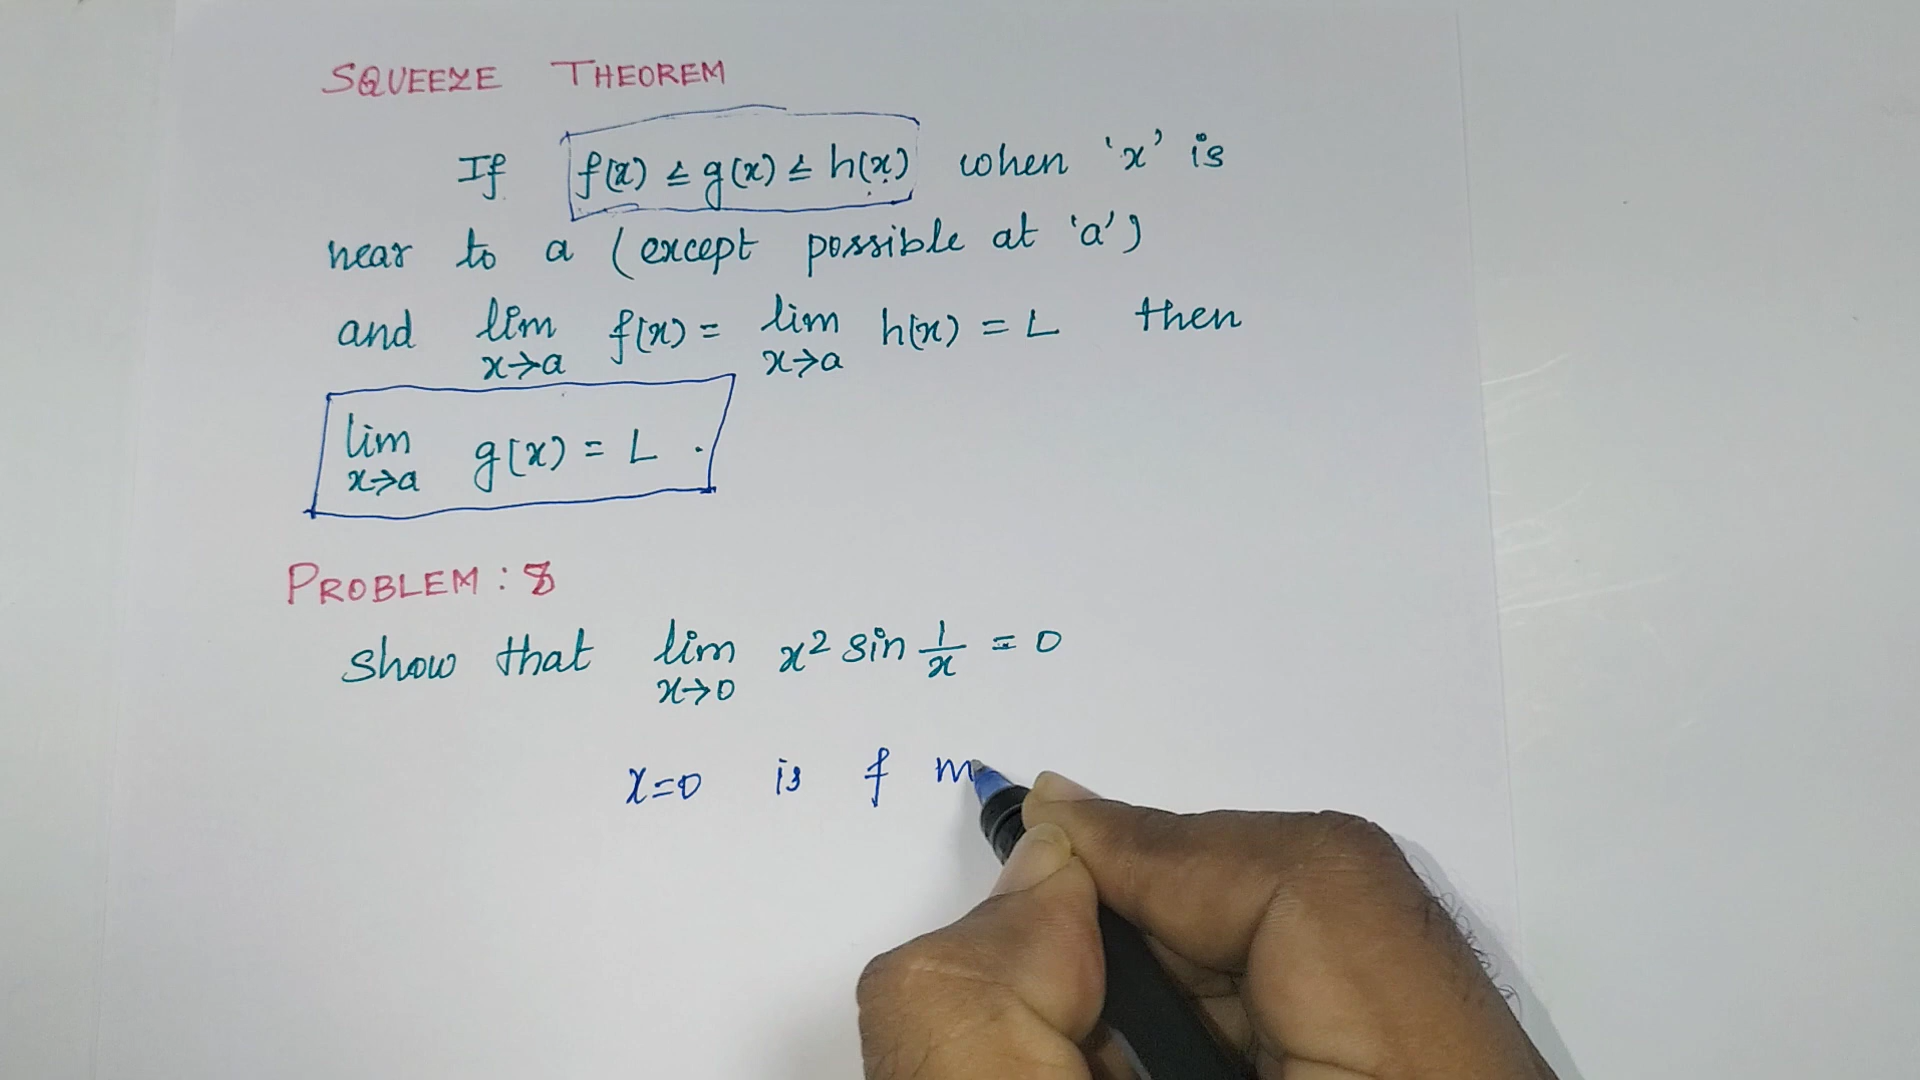 SQUEEZE THEOREM
If f(x) ≤ g(x) ≤ h(x) when 'x' is
near to a (except possible at 'a')
and lim x→a f(x) = lim x→a h(x) = L then
lim x→a g(x) = L .
PROBLEM : 8
Show that lim x→0 x² sin 1/x = 0
x=0 is f m